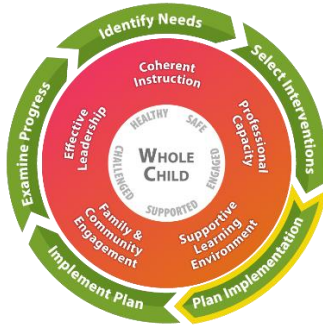 Identify Needs
Select Interventions
Plan Implementation
Implement Plan
Examine Progress
Coherent
Instruction
Professional
Capacity
Supportive
Learning
Environment
Family &
Community
Engagement
Effective
Leadership
HEALTHY
SAFE
ENGAGED
SUPPORTED
CHALLENGED
WHOLE
CHILD